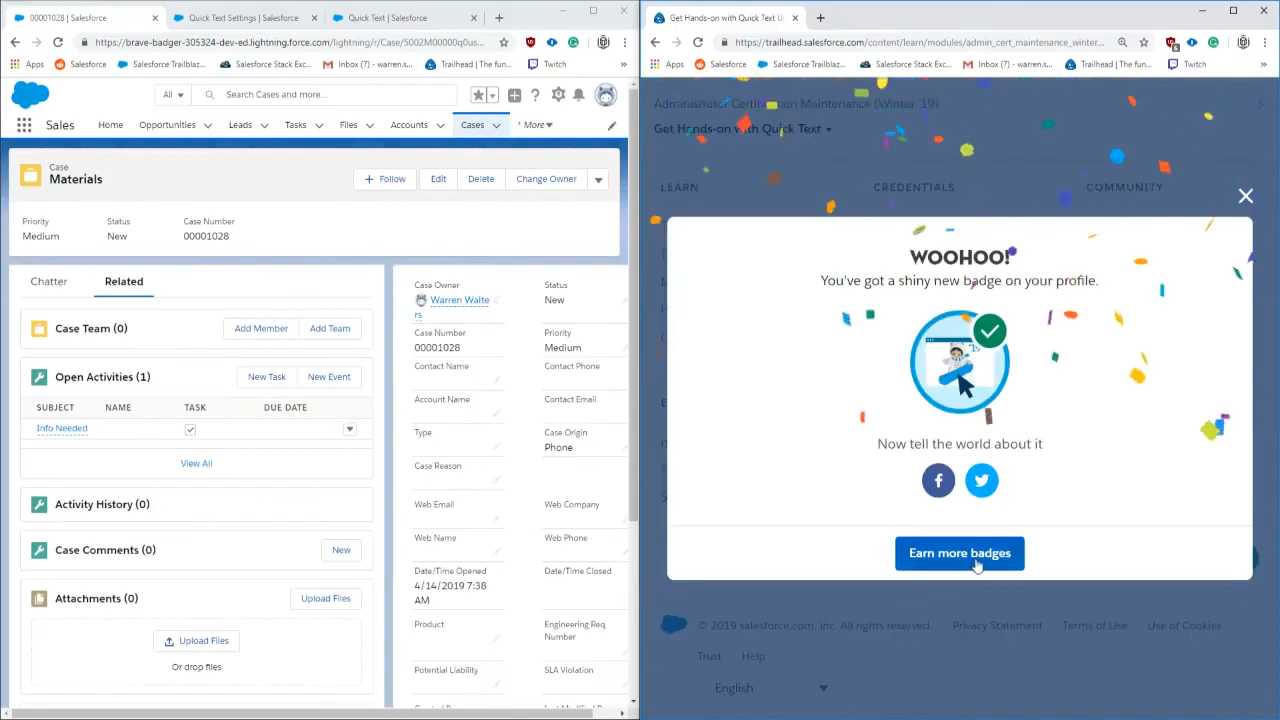 00001028 | Salesforce
Quick Text Settings | Salesforce
Quick Text | Salesforce
https://brave-badger-305324-dev-ed.lightning.force.com/lightning/r/Case/5002M00000q0us...
Apps
Salesforce
Salesforce Trailblaz...
Salesforce Stack Exc...
Inbox (7) - warren.s...
Trailhead | The fun...
Twitch
All
Search Cases and more...
Sales
Home
Opportunities
Leads
Tasks
Files
Accounts
Cases
* More
Case
Materials
Follow
Edit
Delete
Change Owner
Priority
Status
Case Number
Medium
New
00001028
Chatter
Related
Case Team (0)
Add Member
Add Team
Open Activities (1)
New Task
New Event
SUBJECT
NAME
TASK
DUE DATE
Info Needed
View All
Activity History (0)
Case Comments (0)
New
Attachments (0)
Upload Files
Upload Files
Or drop files
Case Owner
Warren Walte
rs
Status
New
Case Number
00001028
Priority
Medium
Contact Name
Contact Phone
Account Name
Contact Email
Type
Case Origin
Phone
Case Reason
Web Email
Web Company
Web Name
Web Phone
Date/Time Opened
4/14/2019 7:38
AM
Date/Time Closed
Product
Engineering Req
Number
Potential Liability
SLA Violation
Get Hands-on with Quick Text U
https://trailhead.salesforce.com/content/learn/modules/admin_cert_maintenance_winter...
Apps
Salesforce
Salesforce Trailblaz...
Salesforce Stack Exc...
Inbox (7) - warren.s...
Trailhead | The fun...
Twitch
Administrator Certification Maintenance (Winter '19)
Get Hands-on with Quick Text
LEARN
CREDENTIALS
COMMUNITY
WOOHOO!
You've got a shiny new badge on your profile.
Now tell the world about it
Earn more badges
© 2019 salesforce.com, inc. All rights reserved.
Privacy Statement
Terms of Use
Use of Cookies
Trust
Help
English